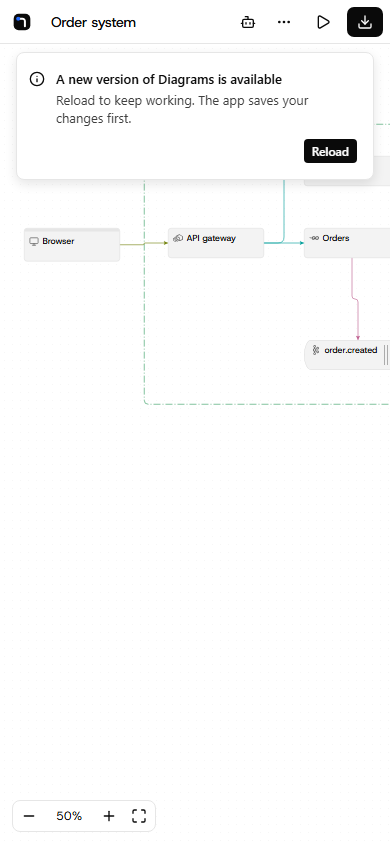 Order system
A new version of Diagrams is available
Reload to keep working. The app saves your
changes first.
Reload
Browser
API gateway
Orders
order.created
50%